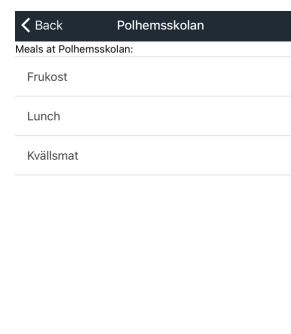 Back Polhemsskolan
Meals at Polhemsskolan:
Frukost
Lunch
Kvällsmat